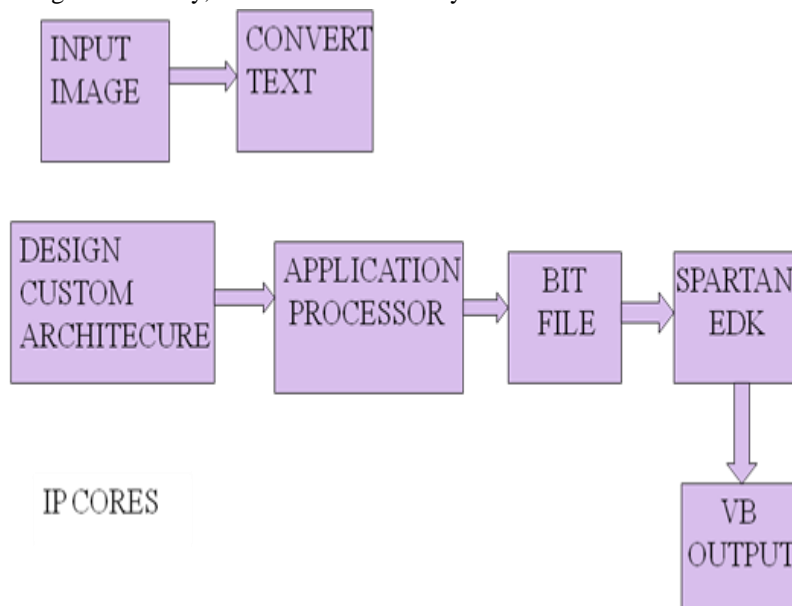 INPUT
IMAGE
CONVERT
TEXT
DESIGN
CUSTOM
ARCHITECURE
APPLICATION
PROCESSOR
BIT
FILE
SPARTAN
EDK
IP CORES
VB
OUTPUT